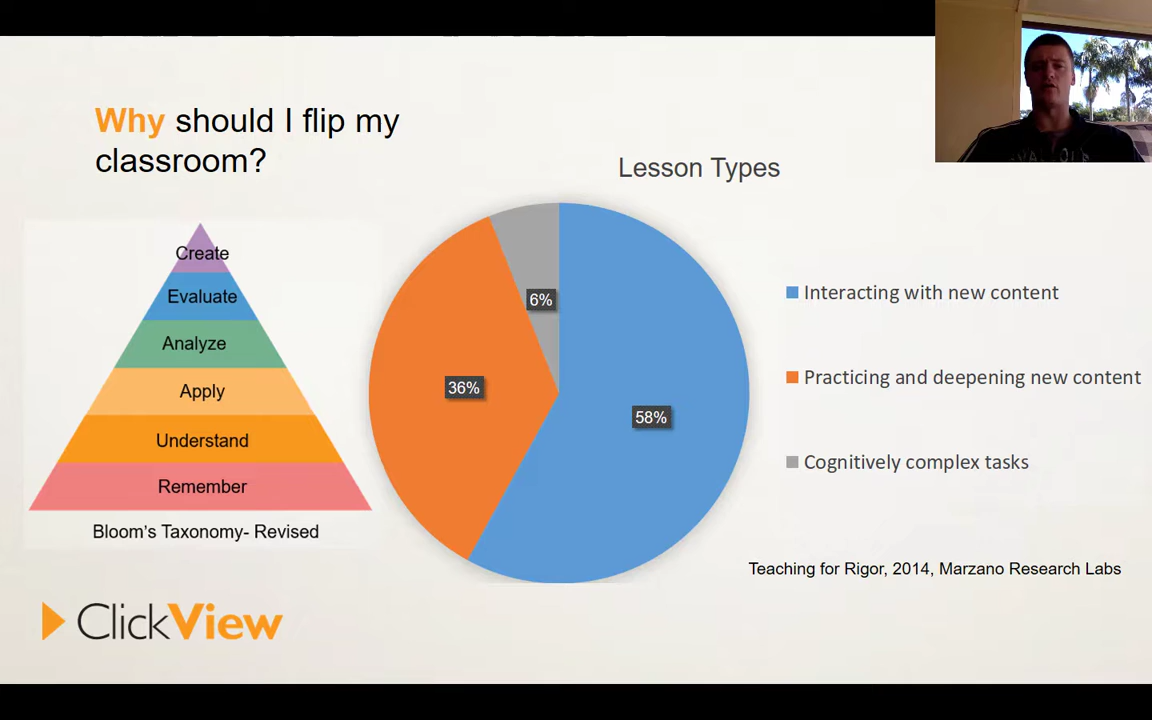 Why should I flip my
classroom?
Lesson Types
Create
Evaluate
Analyze
Apply
Understand
Remember
Bloom's Taxonomy- Revised
6%
36%
58%
Interacting with new content
Practicing and deepening new content
Cognitively complex tasks
Teaching for Rigor, 2014, Marzano Research Labs
ClickView